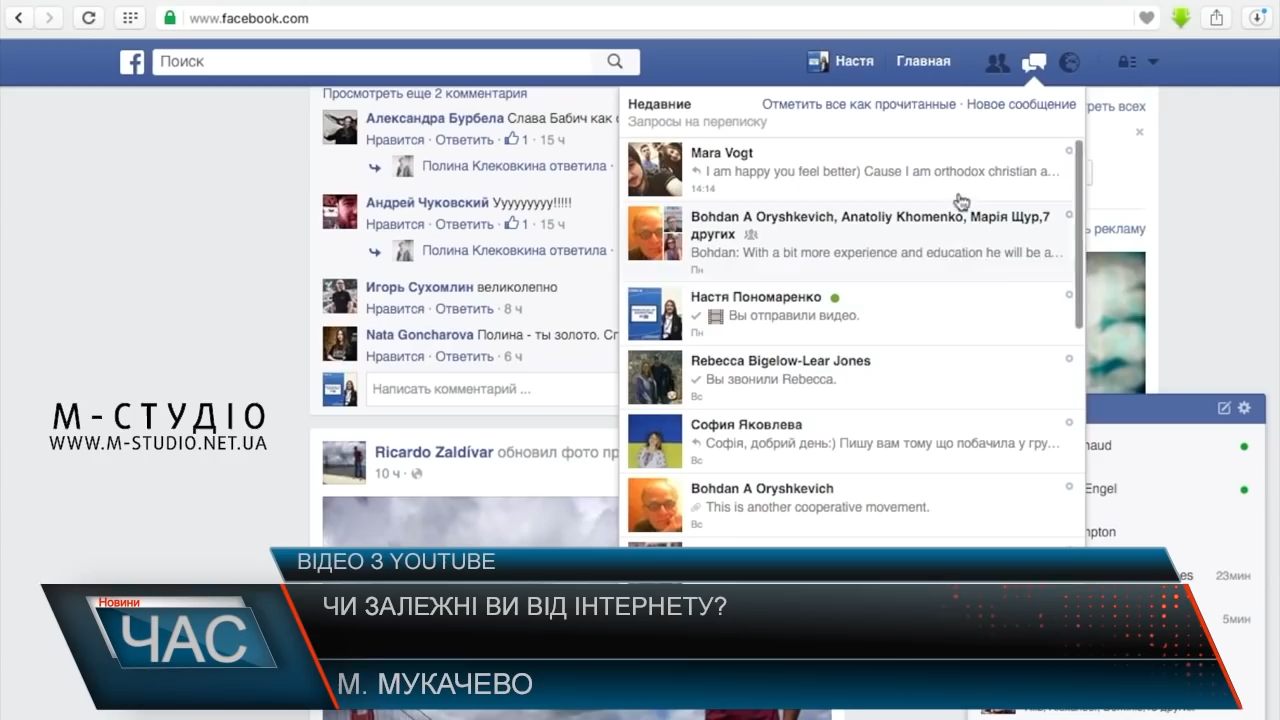 www.facebook.com
Поиск
Настя
Главная
Просмотреть еще 2 комментария
Александра Бурбела Слава Бабич как
Нравится · Ответить · 1 · 15 ч
Полина Клековкина ответила ·
Андрей Чуковский Уууууууу!!!!!
Нравится · Ответить · 1 · 15 ч
Полина Клековкина ответила ·
Игорь Сухомлин великолепно
Нравится · Ответить · 8 ч
Nata Goncharova Полина - ты золото.
Нравится · Ответить · 6 ч
Написать комментарий ...
Ricardo Zaldívar обновил фото
10 ч ·
Недавние
Отметить все как прочитанные · Новое сообщение
Запросы на переписку
Mara Vogt
I am happy you feel better) Cause I am orthodox christian a...
14:14
Bohdan A Oryshkevich, Anatoliy Khomenko, Марія Щур,7
других
Bohdan: With a bit more experience and education he will be a...
Пн
Настя Пономаренко
Вы отправили видео.
Пн
Rebecca Bigelow-Lear Jones
Вы звонили Rebecca.
Вс
София Яковлева
Софія, добрий день:) Пишу вам тому що побачила у гру...
Вс
Bohdan A Oryshkevich
This is another cooperative movement.
Вс
всех
рекламу
Engel
23мин
5мин
М-СТУДІО
WWW.M-STUDIO.NET.UA
ВІДЕО З YOUTUBE
Новини
ЧАС
ЧИ ЗАЛЕЖНІ ВИ ВІД ІНТЕРНЕТУ?
М. МУКАЧЕВО